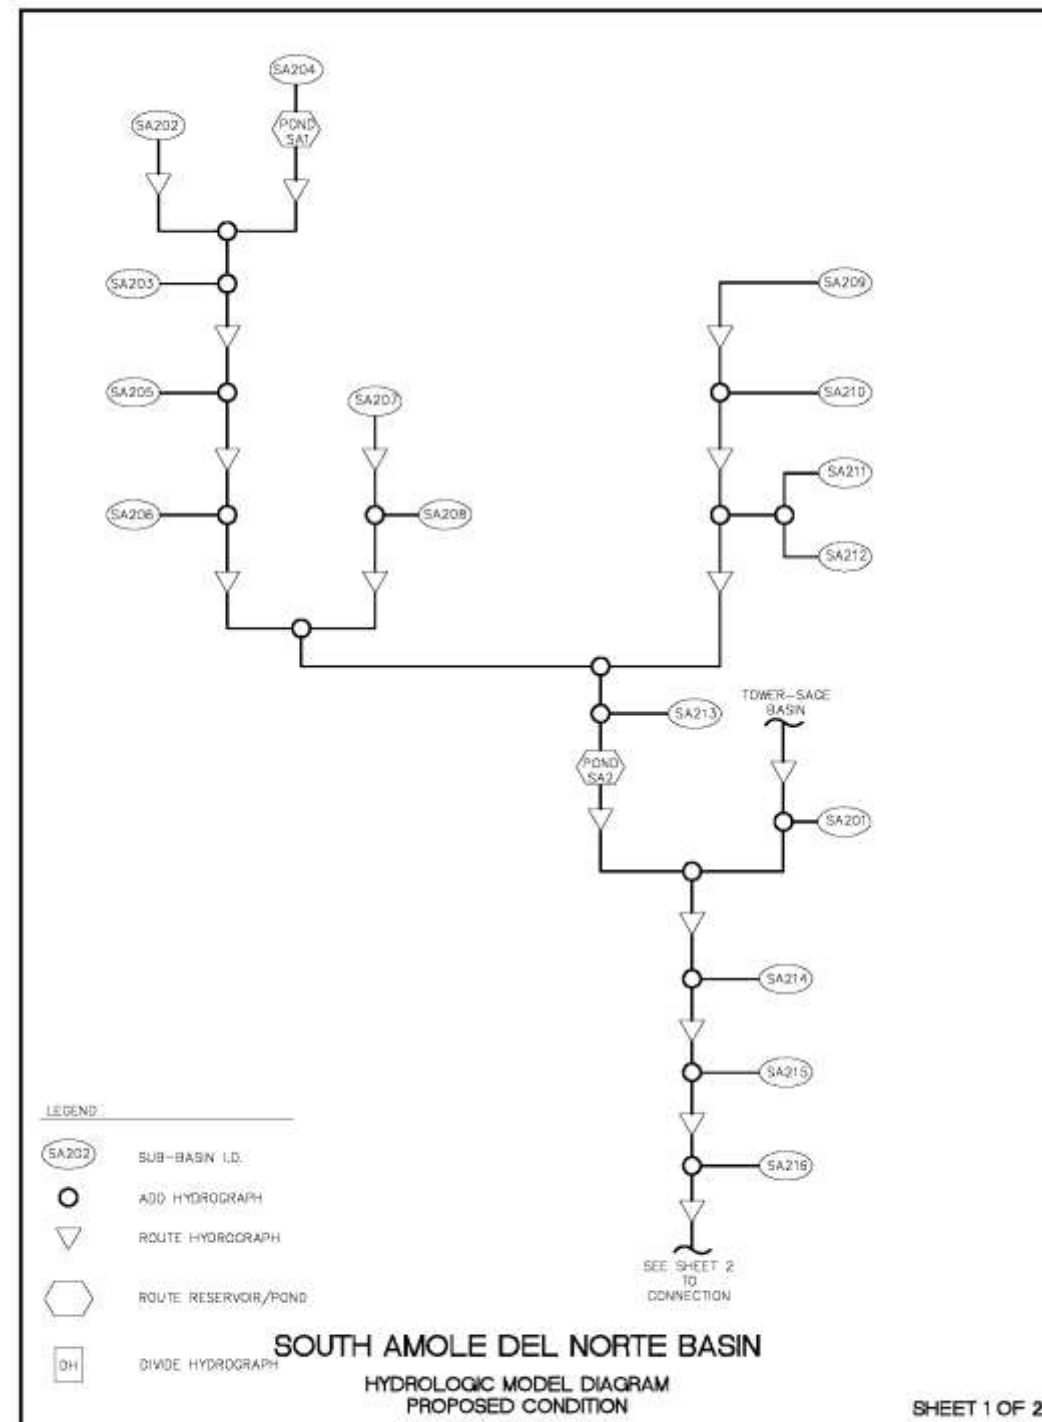 SA204
SA202
POND
SA1
SA203
SA209
SA205
SA207
SA210
SA211
SA206
SA208
SA212
TOWER-SAGE
BASIN
SA213
POND
SA2
SA201
SA214
SA215
SA216
SEE SHEET 2
TO
CONNECTION
LEGEND
SA202 SUB-BASIN I.D.
ADD HYDROGRAPH
ROUTE HYDROGRAPH
ROUTE RESERVOIR/POND
DH DIVIDE HYDROGRAPH
SOUTH AMOLE DEL NORTE BASIN
HYDROLOGIC MODEL DIAGRAM
PROPOSED CONDITION
SHEET 1 OF 2